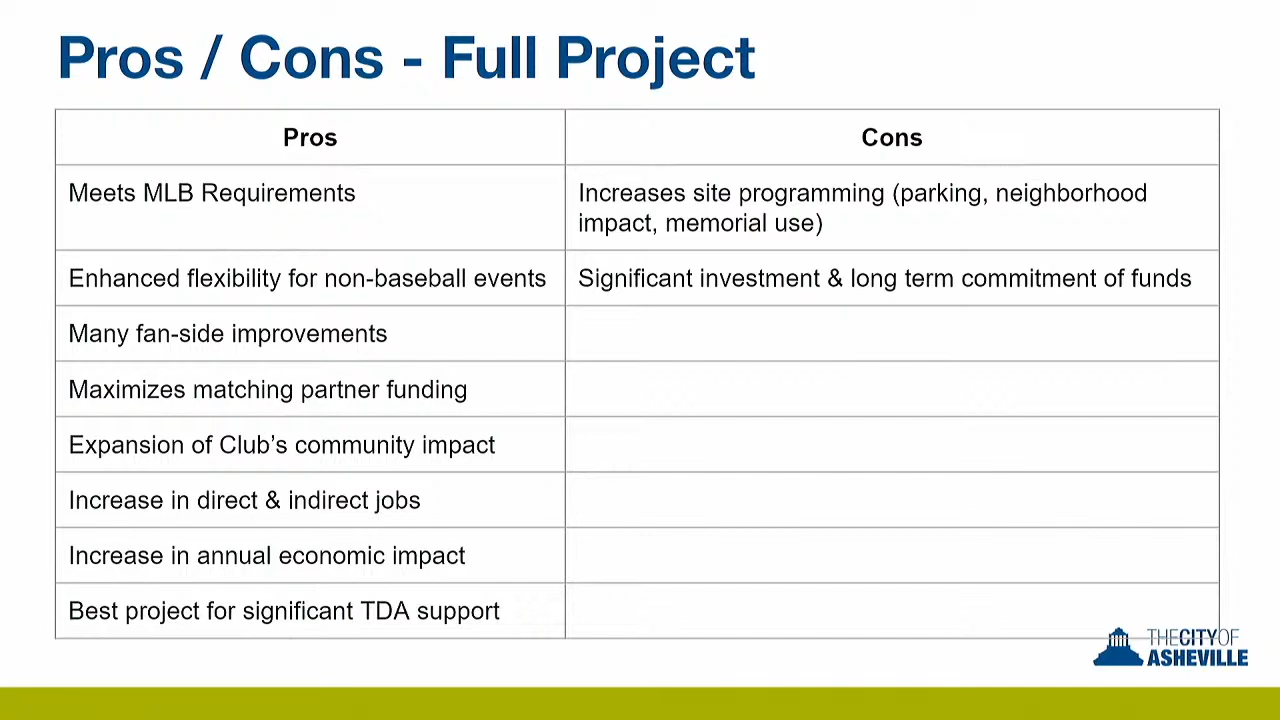 Pros / Cons - Full Project
Pros
Cons
Meets MLB Requirements
Increases site programming (parking, neighborhood
impact, memorial use)
Enhanced flexibility for non-baseball events
Significant investment & long term commitment of funds
Many fan-side improvements
Maximizes matching partner funding
Expansion of Club’s community impact
Increase in direct & indirect jobs
Increase in annual economic impact
Best project for significant TDA support
THE CITY OF
ASHEVILLE